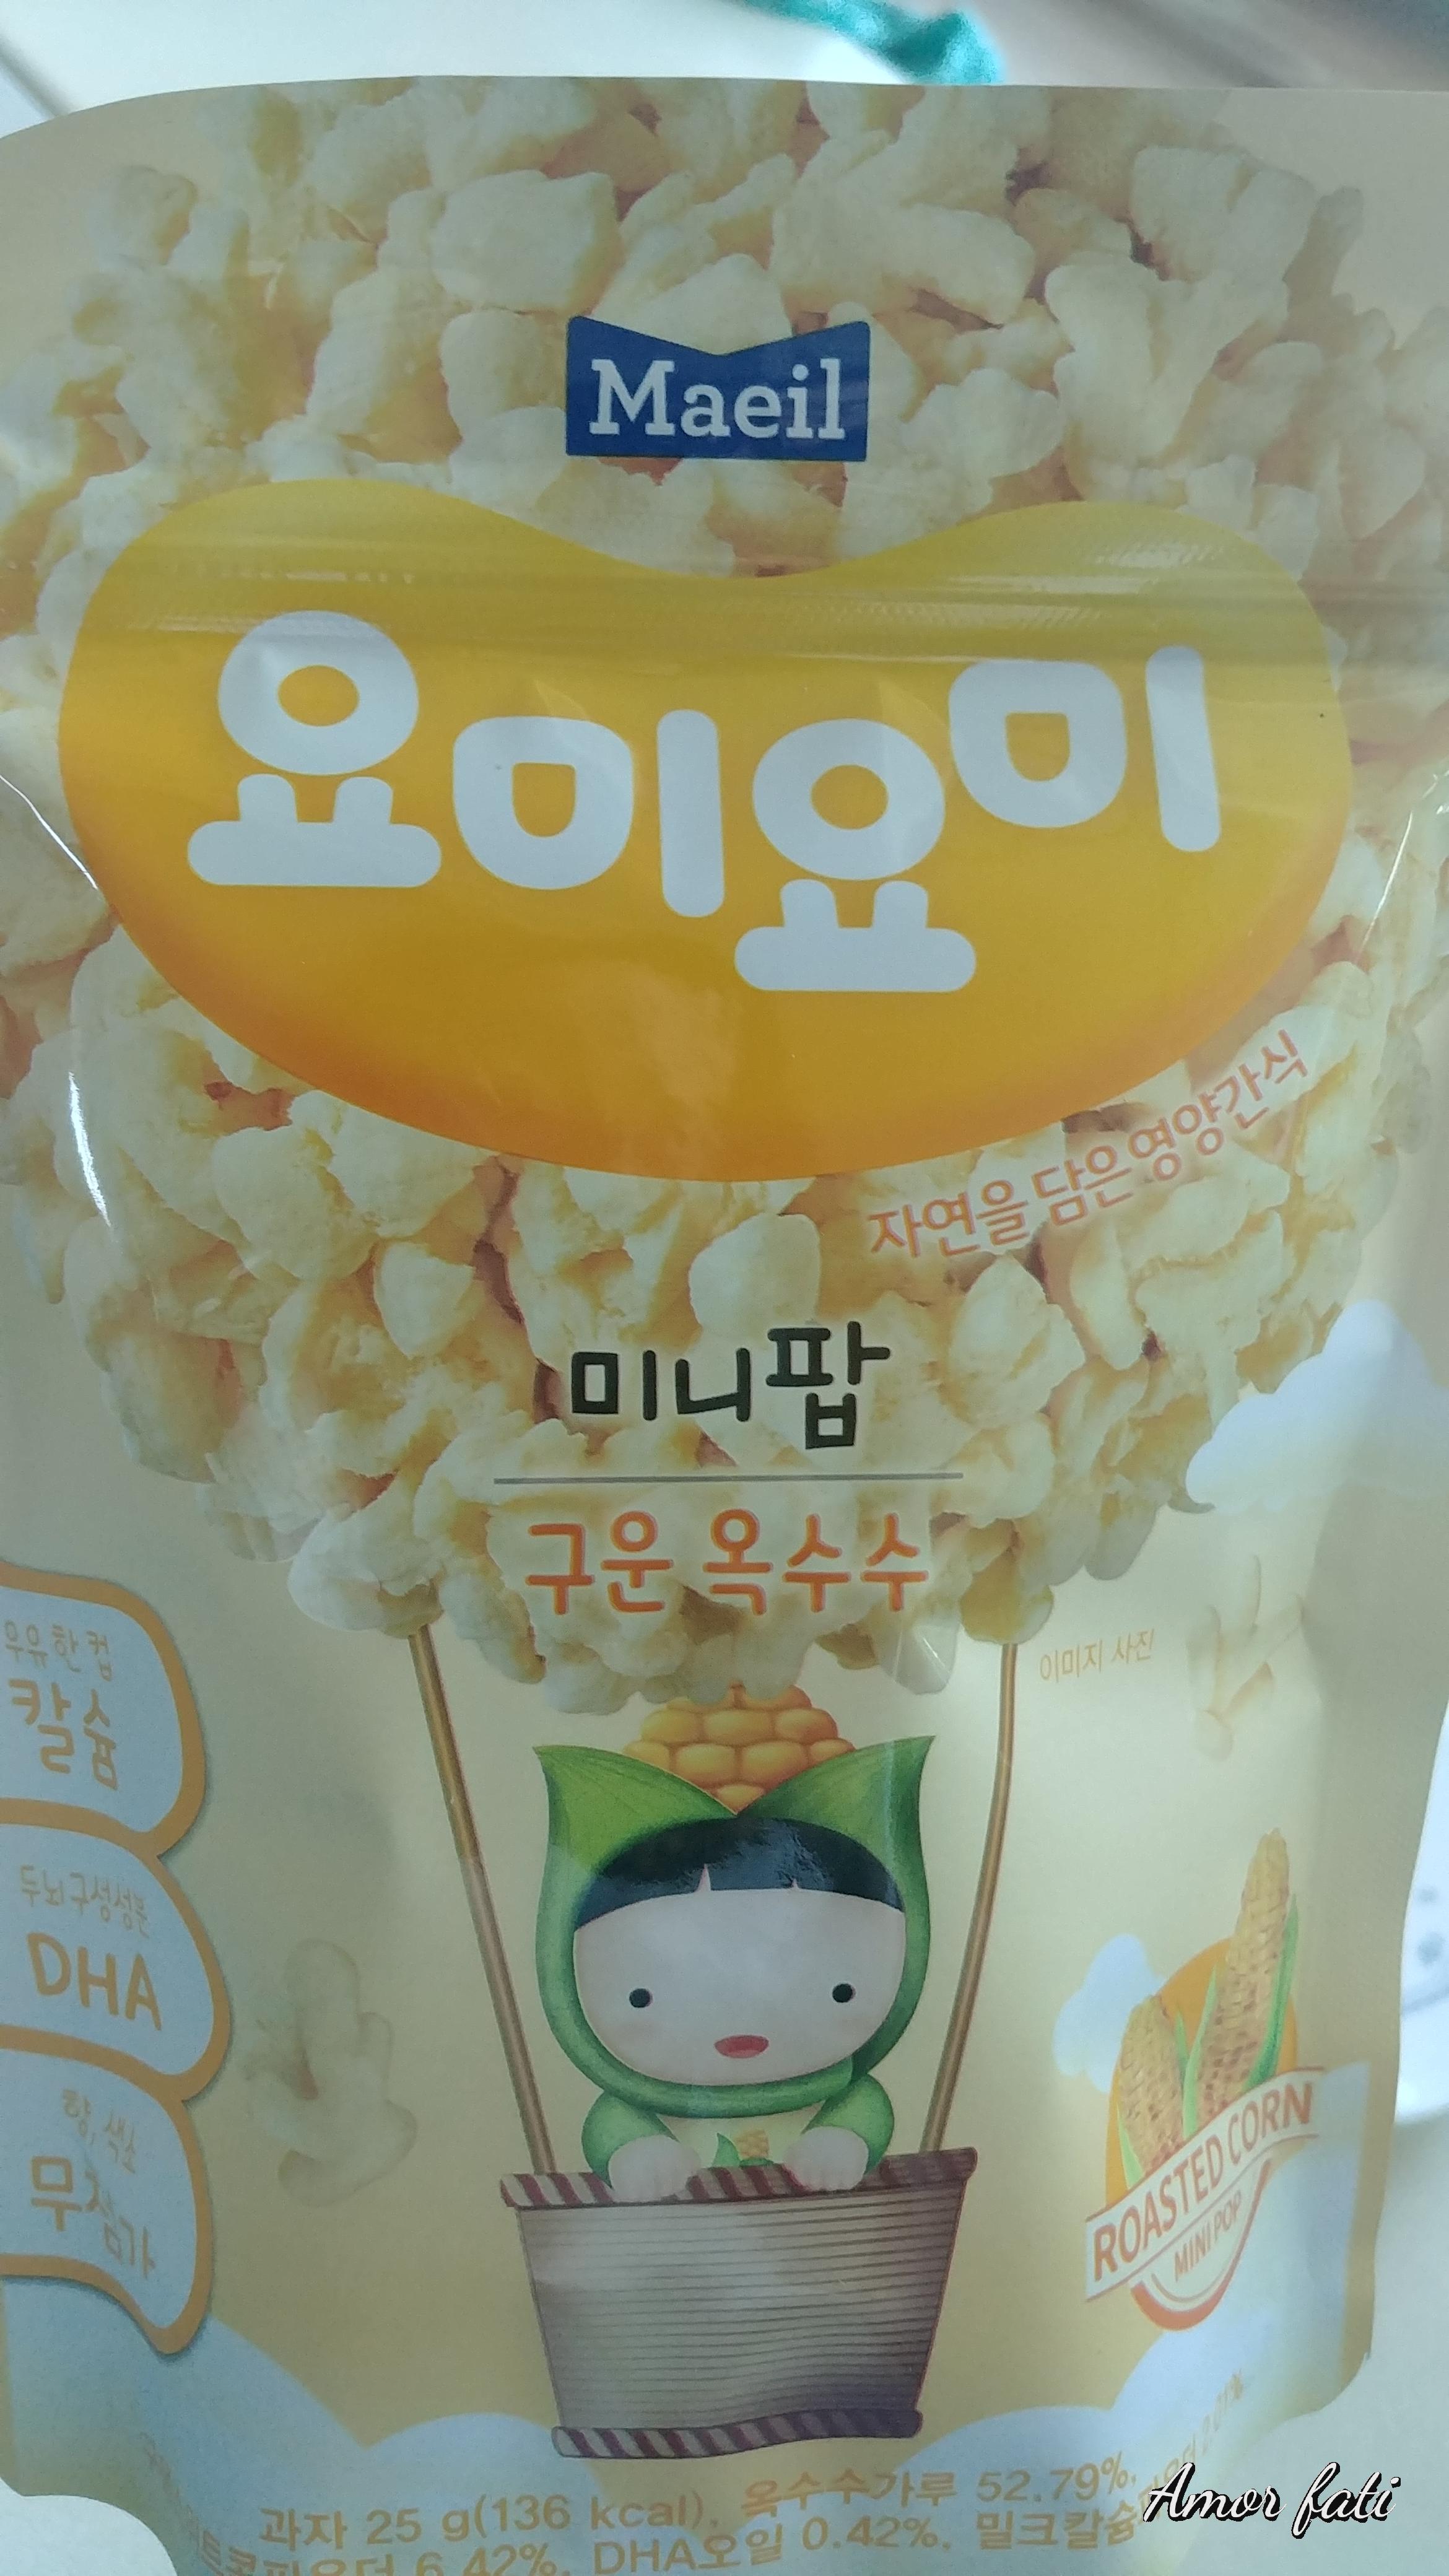 Maeil
요미요미
자연을 담은 영양간식
미니팝
구운 옥수수
이미지 사진
우유한컵
칼슘
두뇌구성성분
DHA
향, 색소
무첨가
ROASTED CORN
MINI POP
과자 25 g(136 kcal), 옥수수가루 52.79%,
6.42%, DHA오일 0.42%, 밀크칼슘
Amor fati